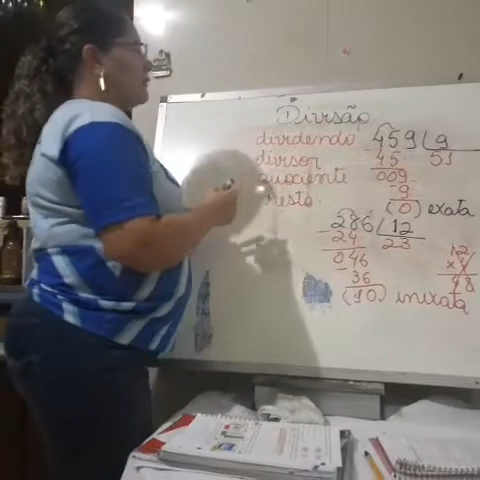 Divisão
dividendo 459 9
divisor 45 51
quociente 009
resto -9
(0) exata
286 12
- 24 23
046
- 36
(10) inexata
12
x 4
48